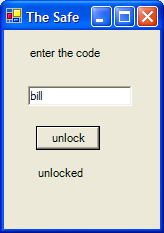 The Safe
enter the code
bill
unlock
unlocked